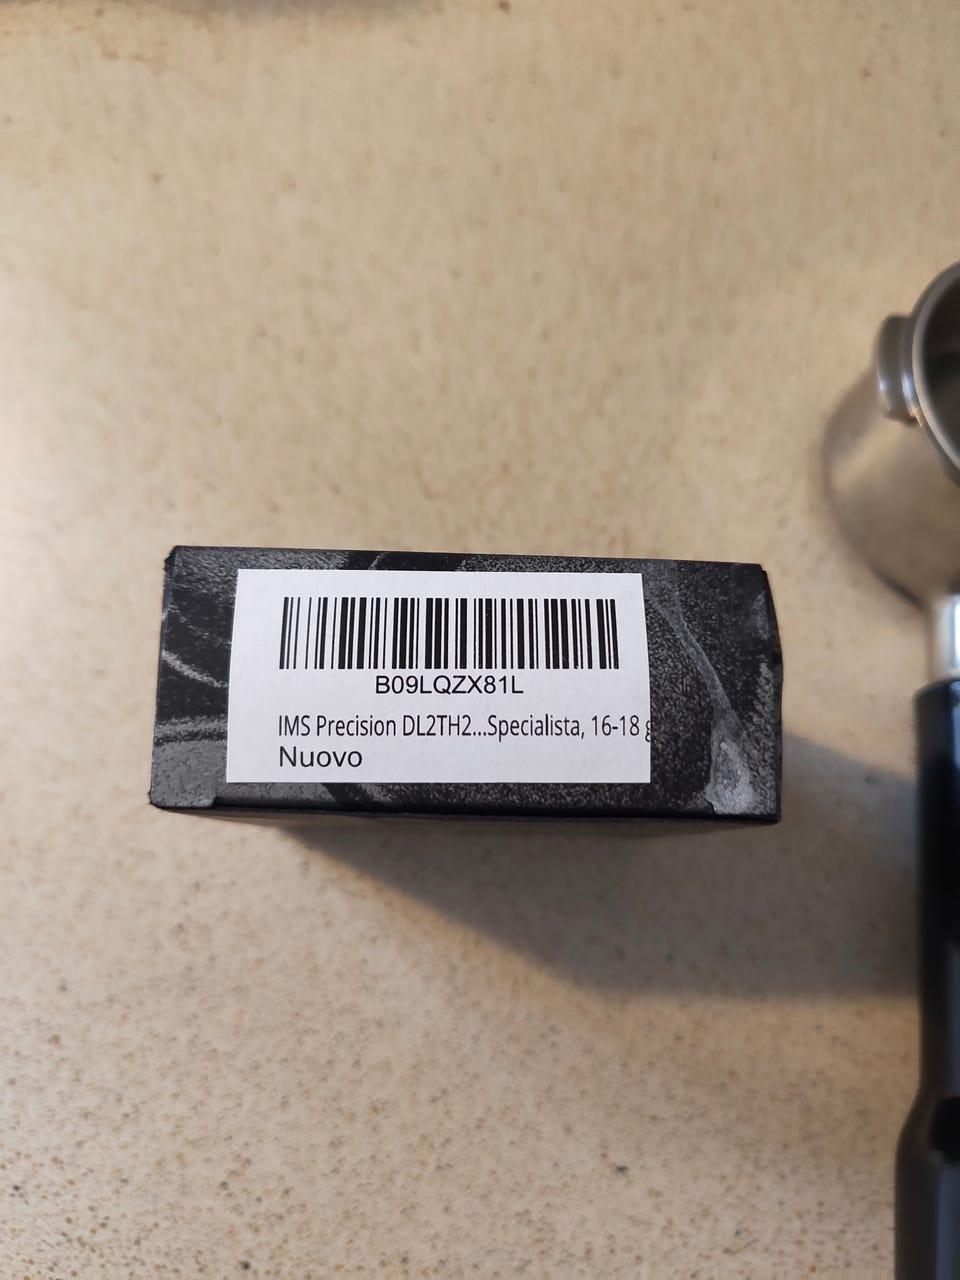 B09LQZX81L
IMS Precision DL2TH2...Specialista, 16-18 g
Nuovo